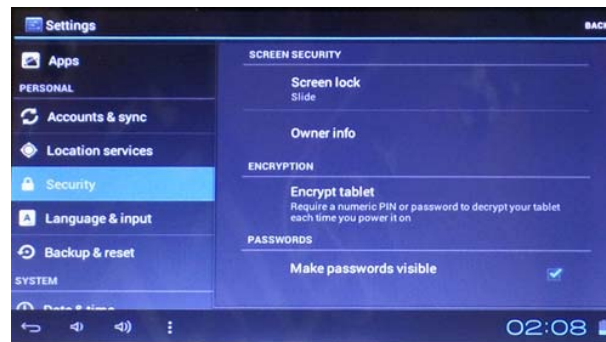 Settings
BACK
Apps
PERSONAL
Accounts & sync
Location services
Security
A Language & input
Backup & reset
SYSTEM
Date & time
SCREEN SECURITY
Screen lock
Slide
Owner info
ENCRYPTION
Encrypt tablet
Require a numeric PIN or password to decrypt your tablet
each time you power it on
PASSWORDS
Make passwords visible
02:08